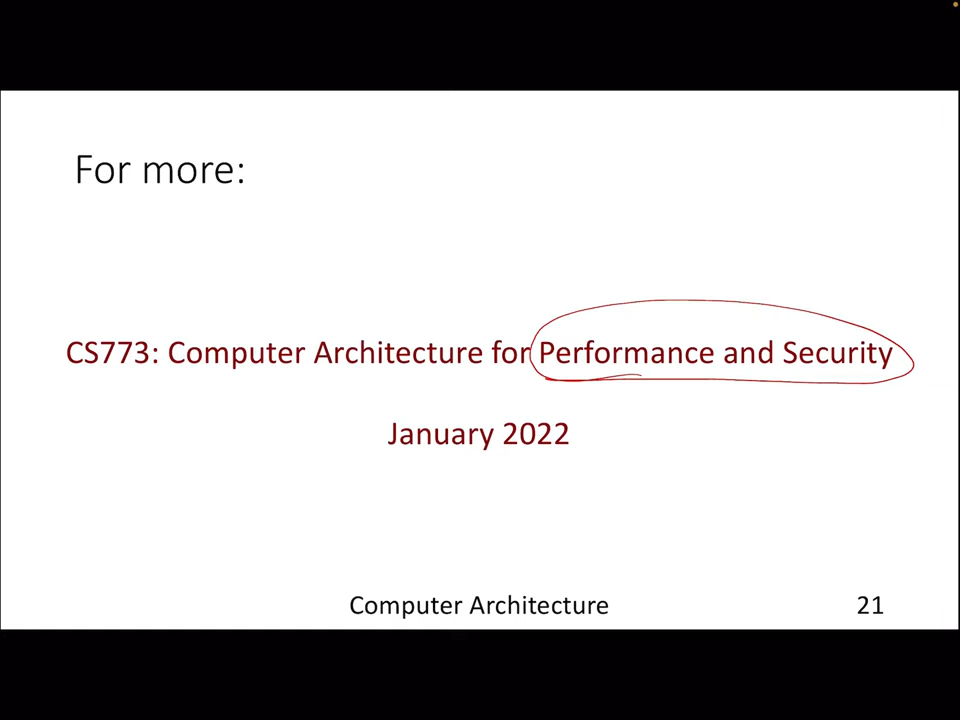 For more:
CS773: Computer Architecture for Performance and Security
January 2022
Computer Architecture 21